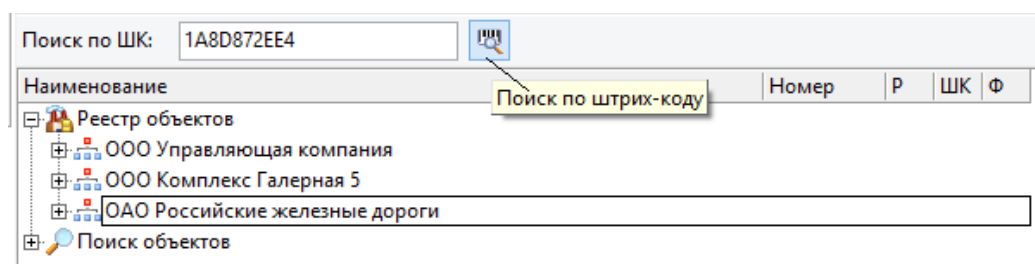 Поиск по ШК: 1A8D872EE4
Наименование Номер Р ШК Ф
Поиск по штрих-коду
Реестр объектов
ООО Управляющая компания
ООО Комплекс Галерная 5
ОАО Российские железные дороги
Поиск объектов